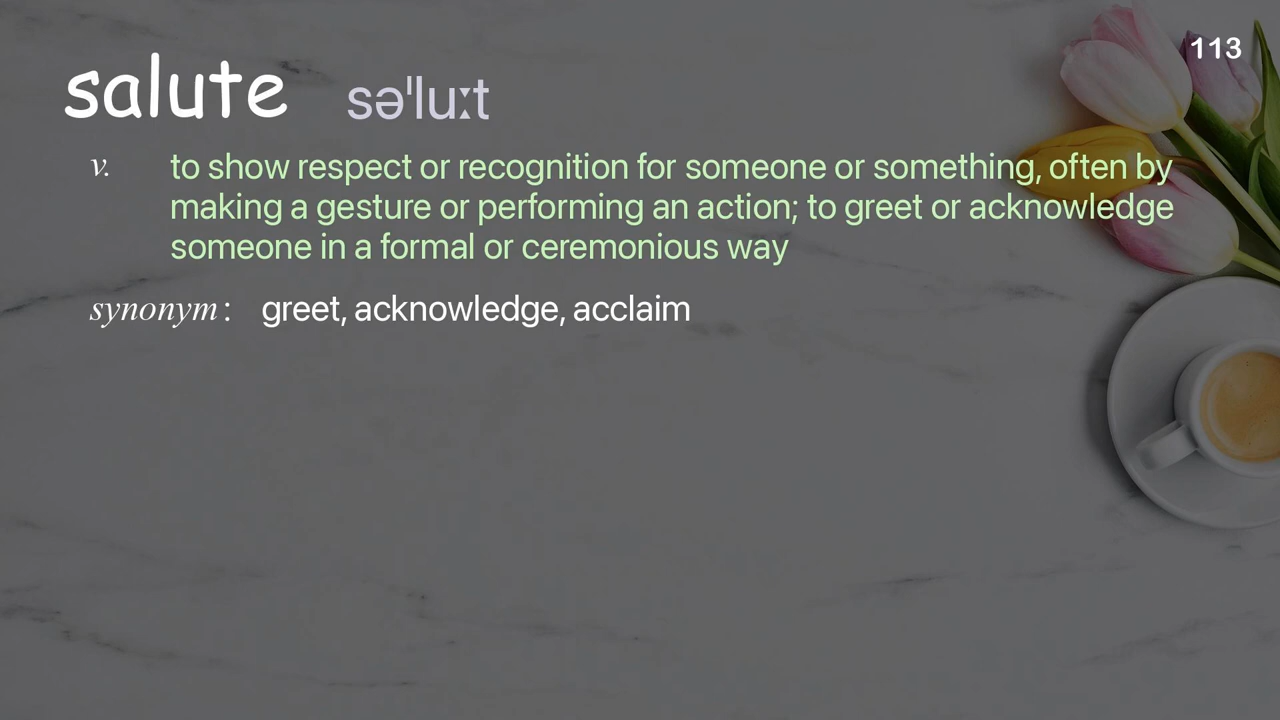 113
salute səˈluːt
v. to show respect or recognition for someone or something, often by
making a gesture or performing an action; to greet or acknowledge
someone in a formal or ceremonious way
synonym: greet, acknowledge, acclaim